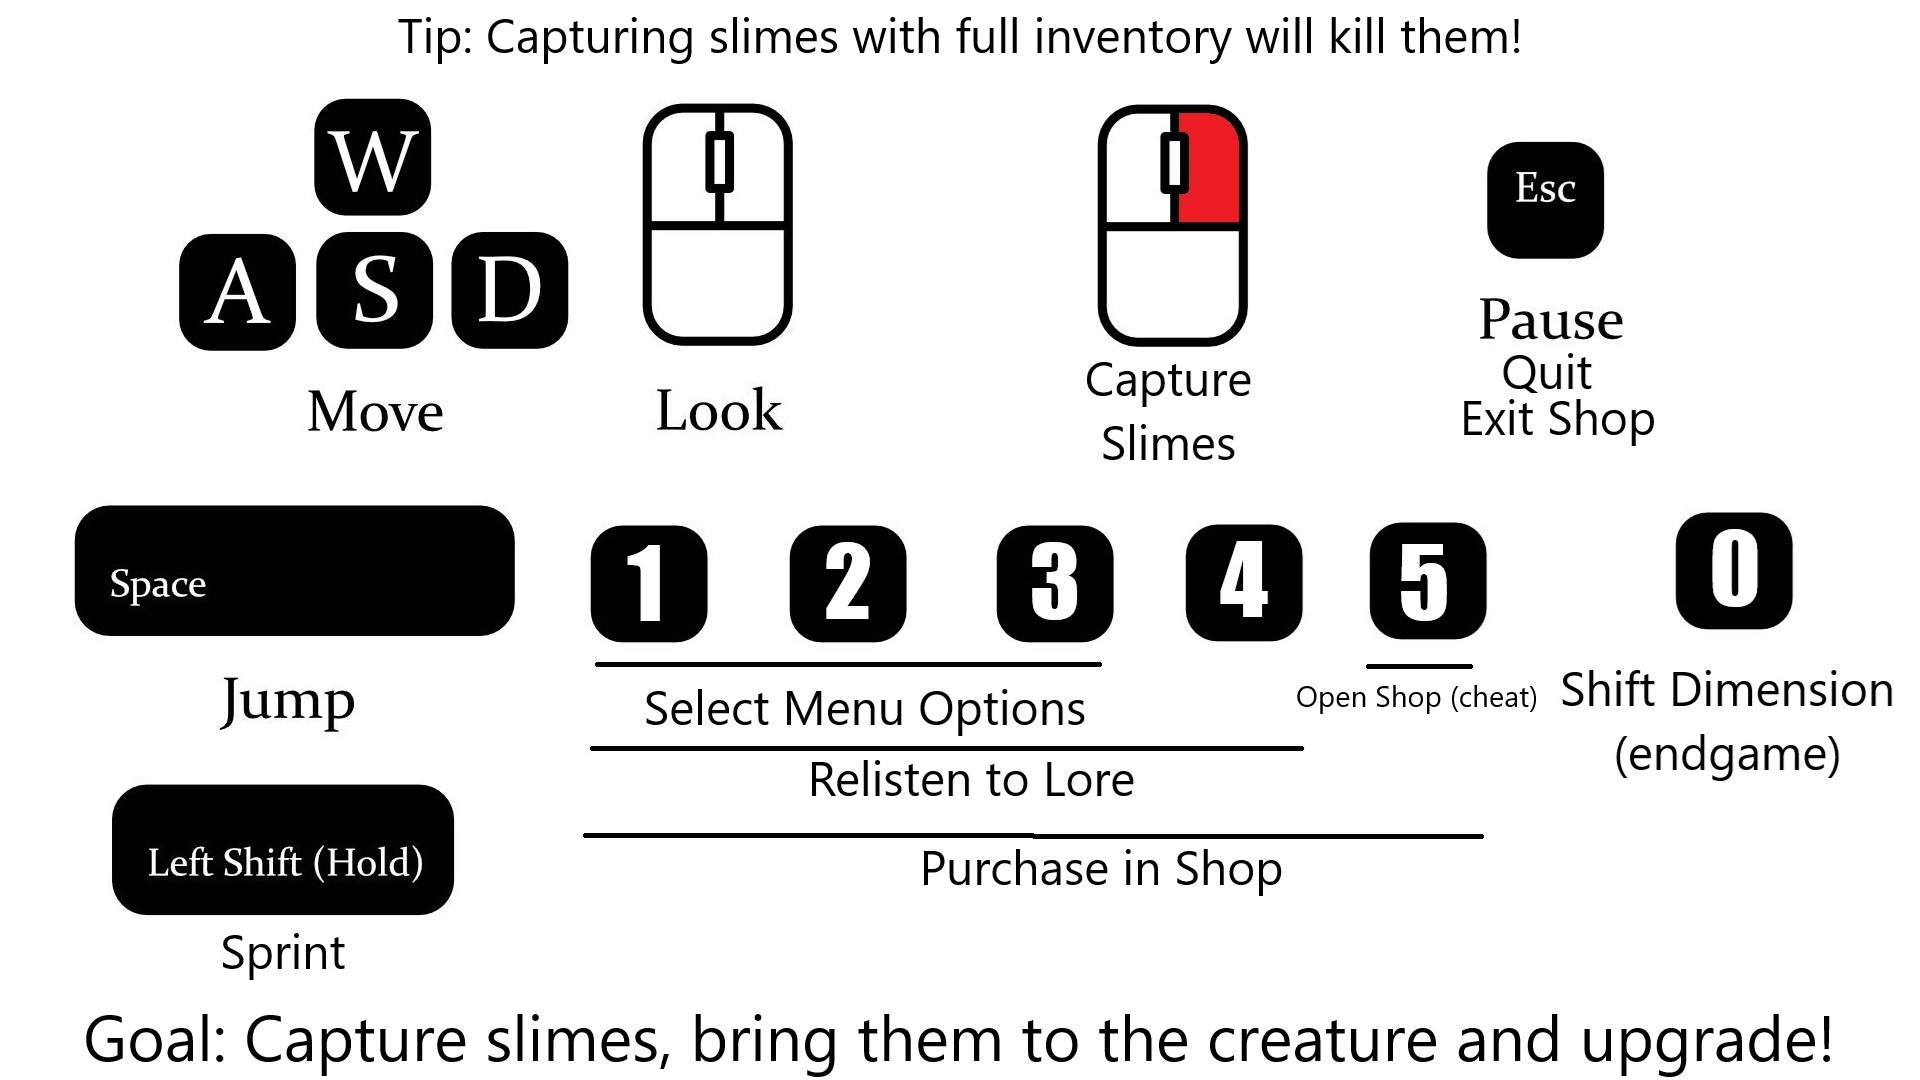 Tip: Capturing slimes with full inventory will kill them!
W
A S D
Move
Look
Capture
Slimes
Esc
Pause
Quit
Exit Shop
Space
Jump
1 2 3 4 5 0
Select Menu Options
Open Shop (cheat)
Shift Dimension
(endgame)
Relisten to Lore
Purchase in Shop
Left Shift (Hold)
Sprint
Goal: Capture slimes, bring them to the creature and upgrade!